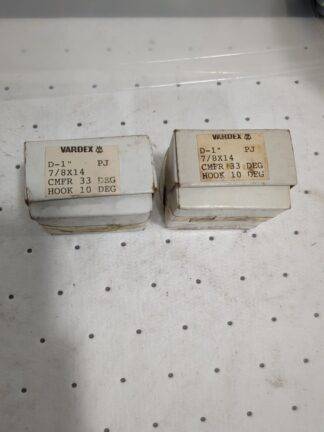 VARDEX
D-1" PJ
7/8X14
CMFR 33 DEG
HOOK 10 DEG
VARDEX
D-1" PJ
7/8X14
CMFR 33 DEG
HOOK 10 DEG